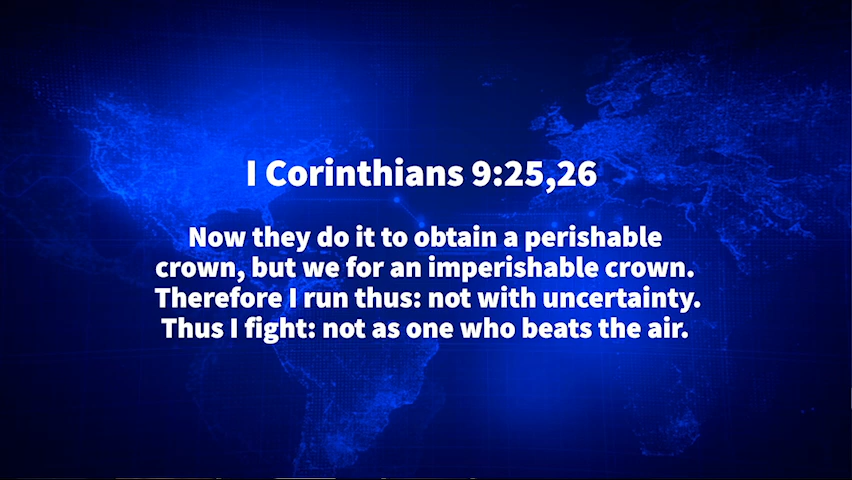 I Corinthians 9:25,26
Now they do it to obtain a perishable
crown, but we for an imperishable crown.
Therefore I run thus: not with uncertainty.
Thus I fight: not as one who beats the air.